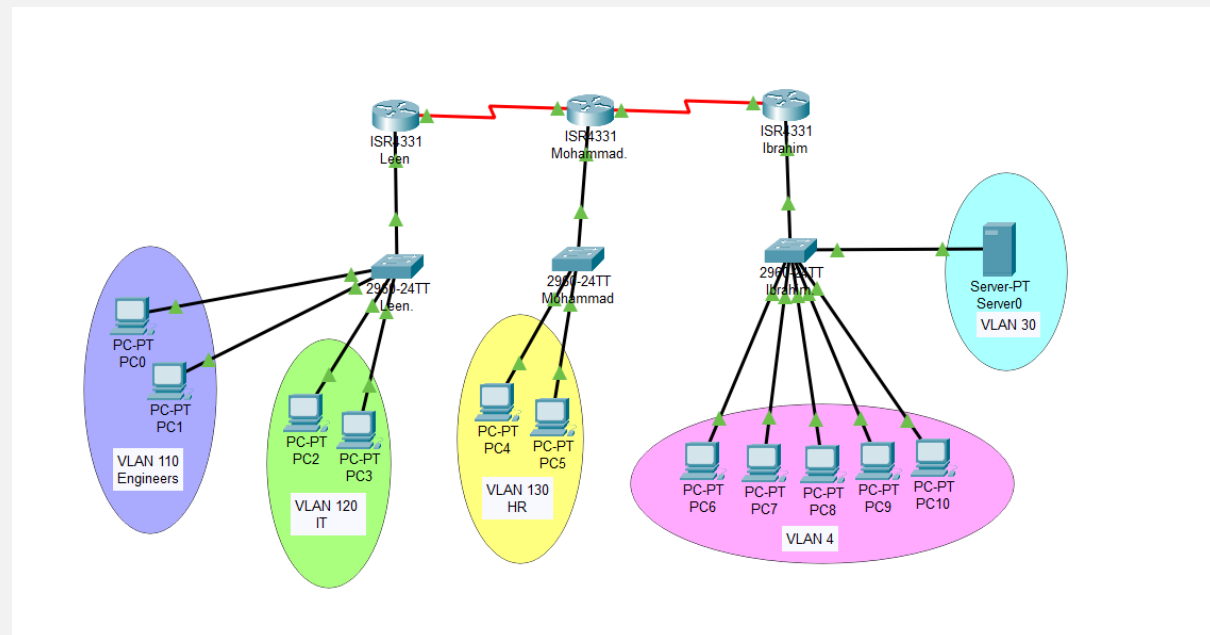 ISR4331
Leen
ISR4331
Mohammad.
ISR4331
Ibrahim
2960-24TT
Leen.
2960-24TT
Mohammad
2960-24TT
Ibrahim.
Server-PT
Server0
VLAN 30
PC-PT
PC0
PC-PT
PC1
VLAN 110
Engineers
PC-PT
PC2
PC-PT
PC3
VLAN 120
IT
PC-PT
PC4
PC-PT
PC5
VLAN 130
HR
PC-PT
PC6
PC-PT
PC7
PC-PT
PC8
PC-PT
PC9
PC-PT
PC10
VLAN 4